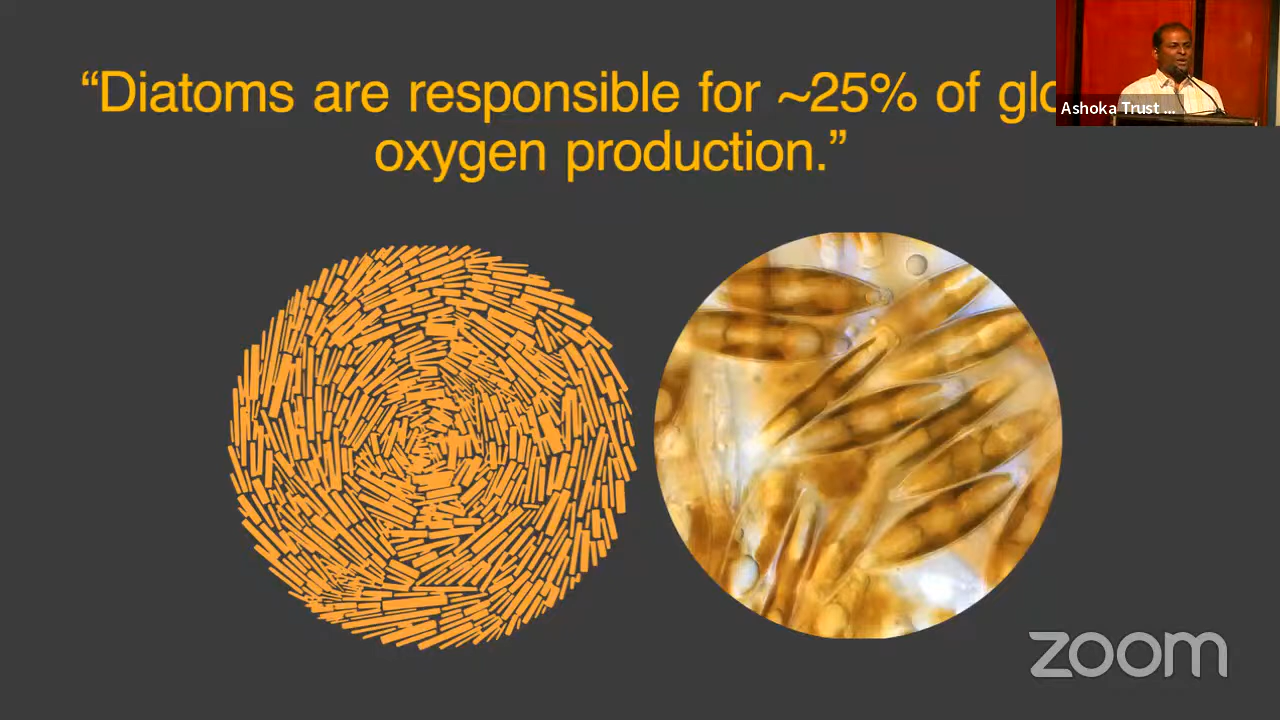 “Diatoms are responsible for ~25% of glo
oxygen production.”
Ashoka Trust ...
zoom